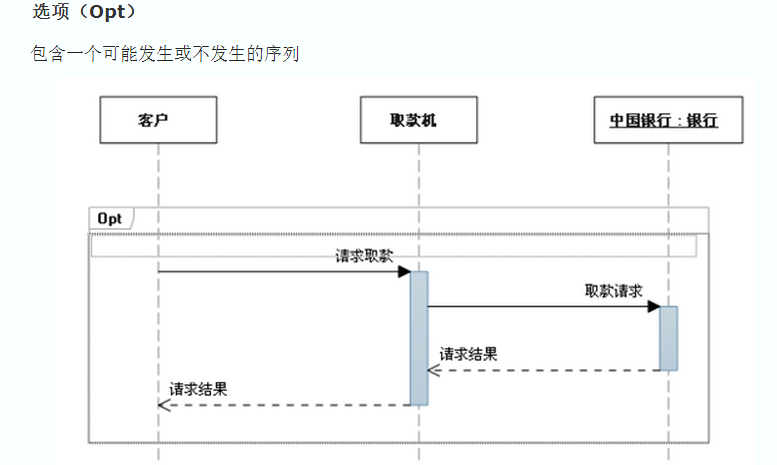 选项（Opt）
包含一个可能发生或不发生的序列
客户
取款机
中国银行：银行
Opt
请求取款
取款请求
请求结果
请求结果